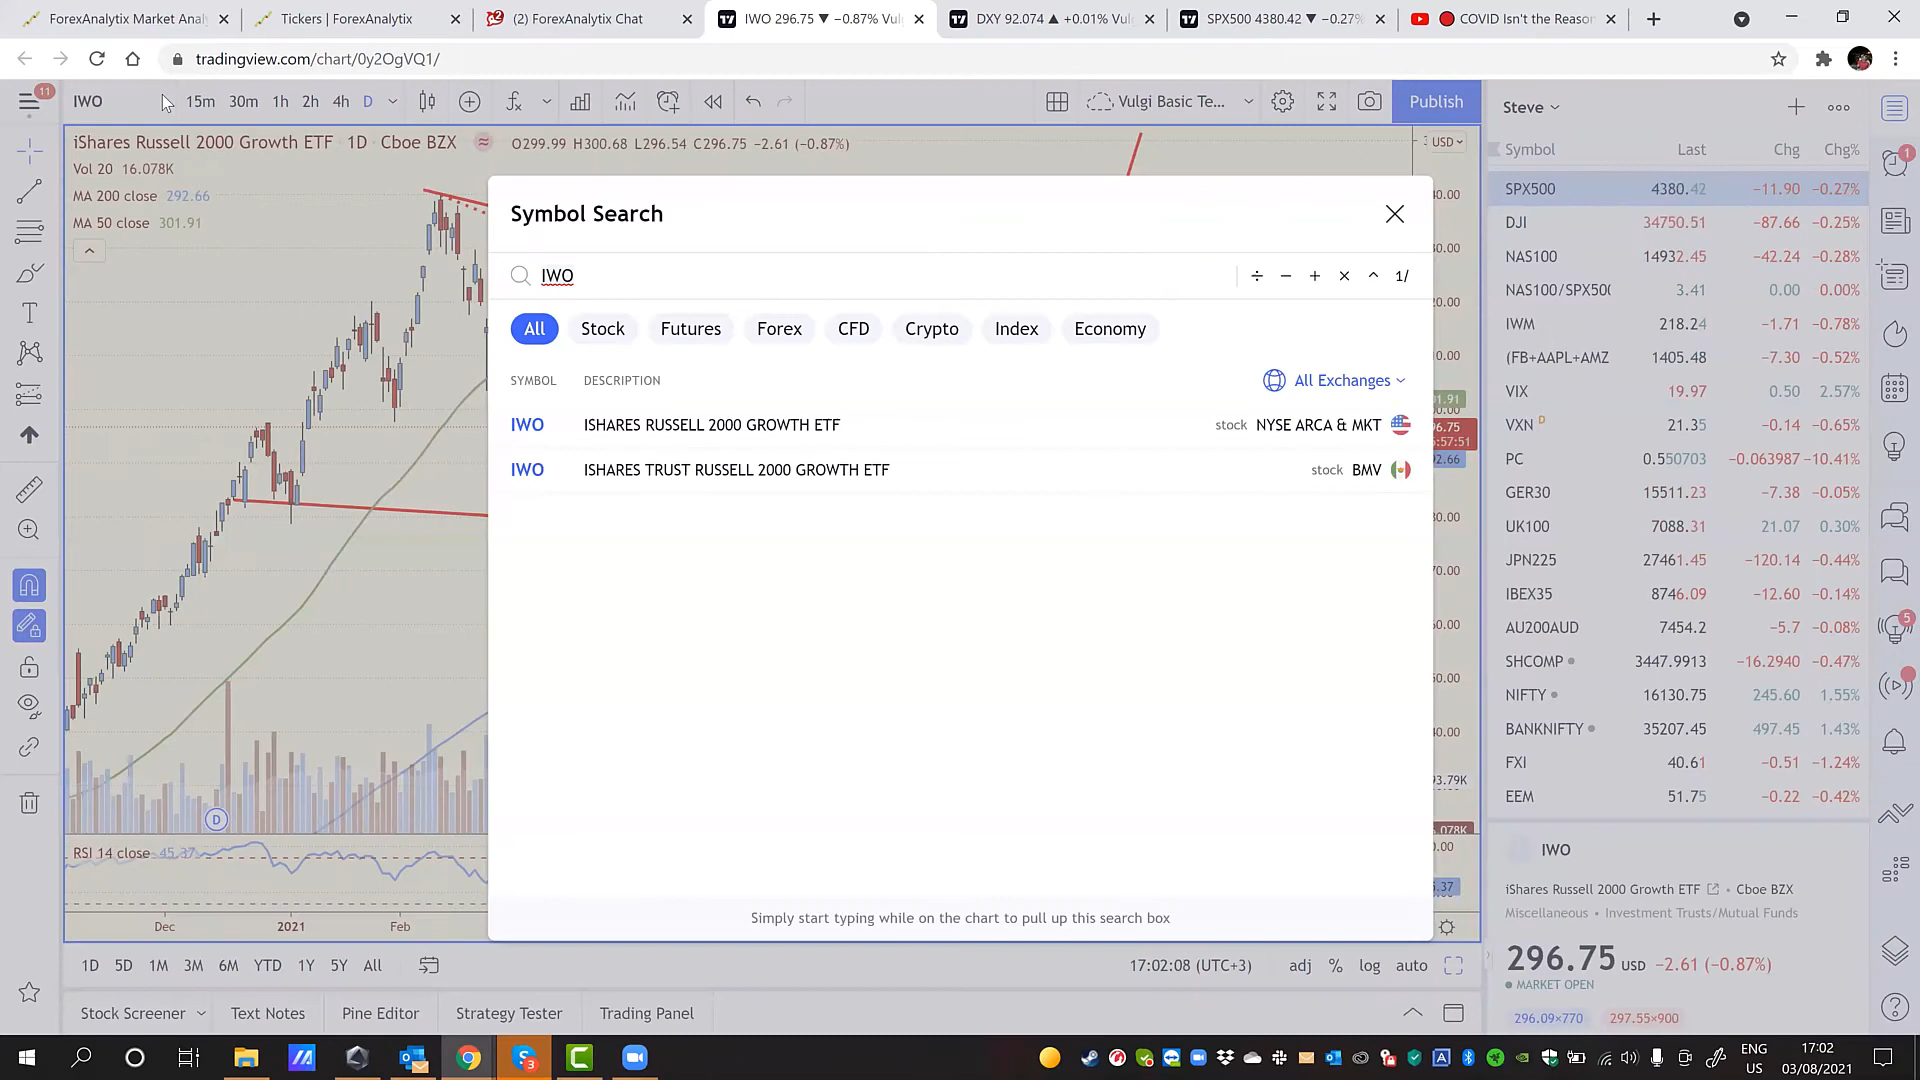 ForexAnalytix Market Anal
Tickers | ForexAnalytix
(2) ForexAnalytix Chat
IWO 296.75 ▼ −0.87% Vul
DXY 92.074 ▲ +0.01% Vul
SPX500 4380.42 ▼ −0.27%
COVID Isn't the Reason
tradingview.com/chart/0y2OgVQ1/
11
IWO
15m 30m 1h 2h 4h D
Vulgi Basic Te...
Publish
Steve
iShares Russell 2000 Growth ETF 1D Cboe BZX
O299.99 H300.68 L296.54 C296.75 −2.61 (−0.87%)
USD
Vol 20 16.078K
MA 200 close 292.66
MA 50 close 301.91
Symbol Search
IWO
÷ − + × ^ 1/
All Stock Futures Forex CFD Crypto Index Economy
SYMBOL DESCRIPTION
All Exchanges
IWO ISHARES RUSSELL 2000 GROWTH ETF stock NYSE ARCA & MKT
IWO ISHARES TRUST RUSSELL 2000 GROWTH ETF stock BMV
Simply start typing while on the chart to pull up this search box
Symbol Last Chg Chg%
SPX500 4380.42 −11.90 −0.27%
DJI 34750.51 −87.66 −0.25%
NAS100 14932.45 −42.24 −0.28%
NAS100/SPX500 3.41 0.00 0.00%
IWM 218.24 −1.71 −0.78%
(FB+AAPL+AMZ 1405.48 −7.30 −0.52%
VIX 19.97 0.50 2.57%
VXN D 21.35 −0.14 −0.65%
PC 0.550703 −0.063987 −10.41%
GER30 15511.23 −7.38 −0.05%
UK100 7088.31 21.07 0.30%
JPN225 27461.45 −120.14 −0.44%
IBEX35 8746.09 −12.60 −0.14%
AU200AUD 7454.2 −5.7 −0.08%
SHCOMP 3447.9913 −16.2940 −0.47%
NIFTY 16130.75 245.60 1.55%
BANKNIFTY 35207.45 497.45 1.43%
FXI 40.61 −0.51 −1.24%
EEM 51.75 −0.22 −0.42%
IWO
iShares Russell 2000 Growth ETF • Cboe BZX
Miscellaneous • Investment Trusts/Mutual Funds
296.75 USD −2.61 (−0.87%)
MARKET OPEN
296.09×770 297.55×900
D
RSI 14 close 45.37
Dec 2021 Feb
1D 5D 1M 3M 6M YTD 1Y 5Y All
17:02:08 (UTC+3) adj % log auto
Stock Screener Text Notes Pine Editor Strategy Tester Trading Panel
ENG
US
17:02
03/08/2021